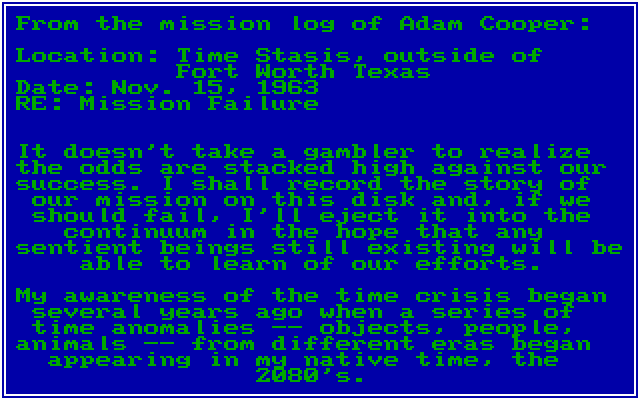 From the mission log of Adam Cooper:
Location: Time Stasis, outside of
Fort Worth Texas
Date: Nov. 15, 1963
RE: Mission Failure
It doesn't take a gambler to realize
the odds are stacked high against our
success. I shall record the story of
our mission on this disk and, if we
should fail, I'll eject it into the
continuum in the hope that any
sentient beings still existing will be
able to learn of our efforts.
My awareness of the time crisis began
several years ago when a series of
time anomalies -- objects, people,
animals -- from different eras began
appearing in my native time, the
2080's.